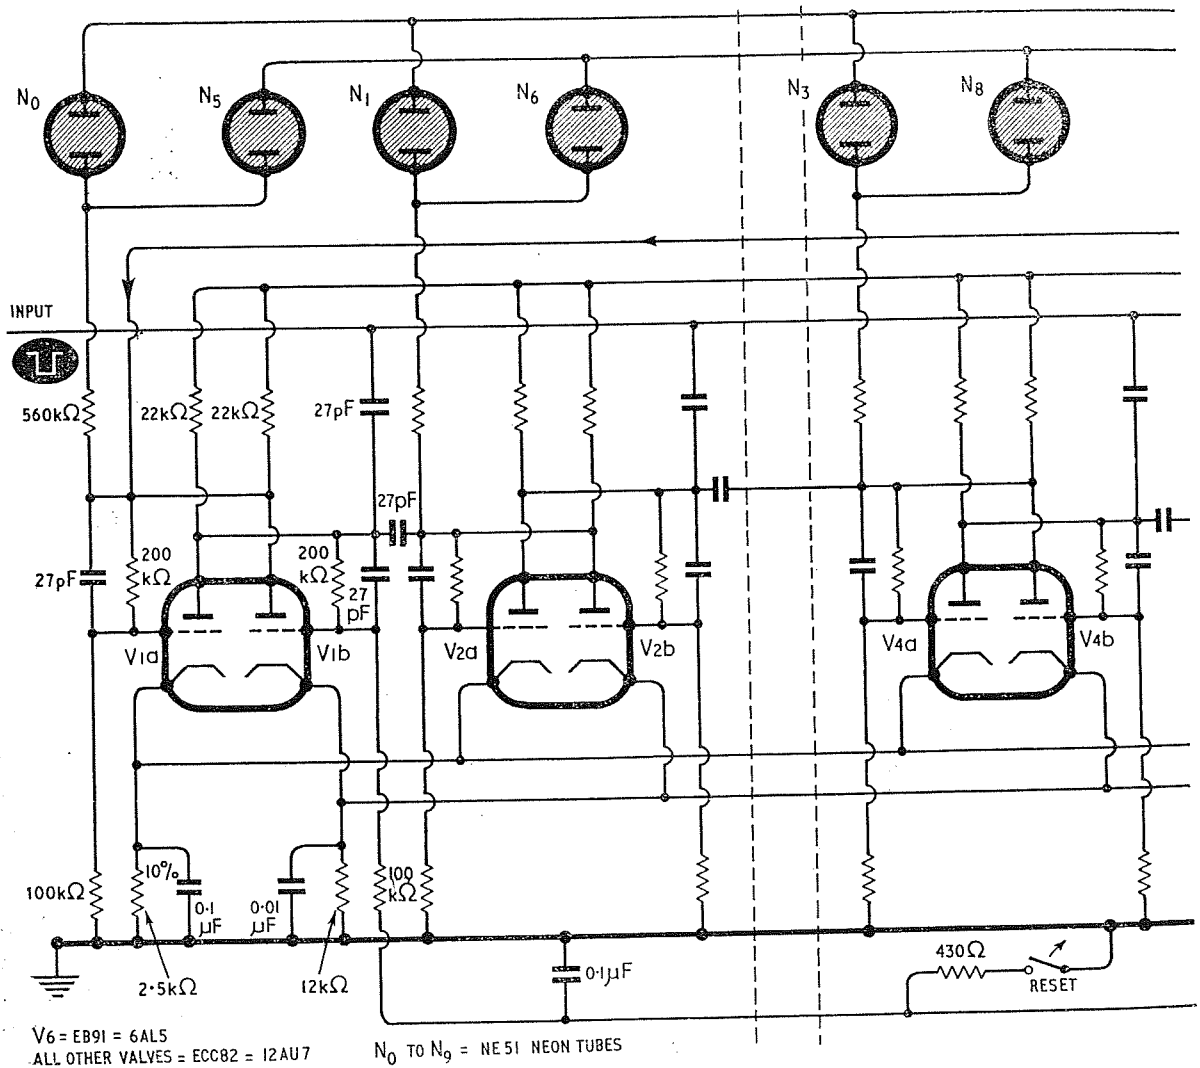 N0 N5 N1 N6 N3 N8
INPUT
560kΩ 22kΩ 22kΩ 27pF
27pF
27pF 200 kΩ 200 kΩ 27 pF
V1a V1b V2a V2b V4a V4b
100kΩ 10% 0·1 µF 0·01 µF 100 kΩ
2·5kΩ 12kΩ 0·1µF 430Ω
RESET
V6 = EB91 = 6AL5
ALL OTHER VALVES = ECC82 = 12AU7
N0 TO N9 = NE51 NEON TUBES